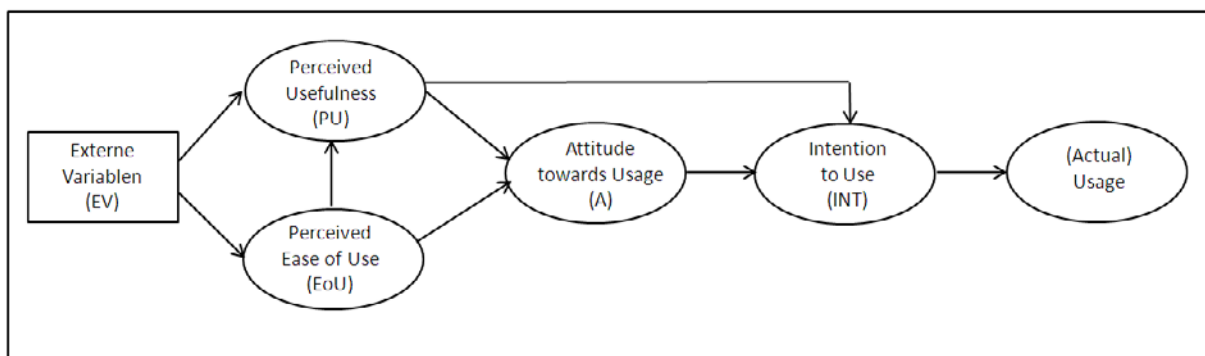 Externe
Variablen
(EV)
Perceived
Usefulness
(PU)
Perceived
Ease of Use
(EoU)
Attitude
towards Usage
(A)
Intention
to Use
(INT)
(Actual)
Usage